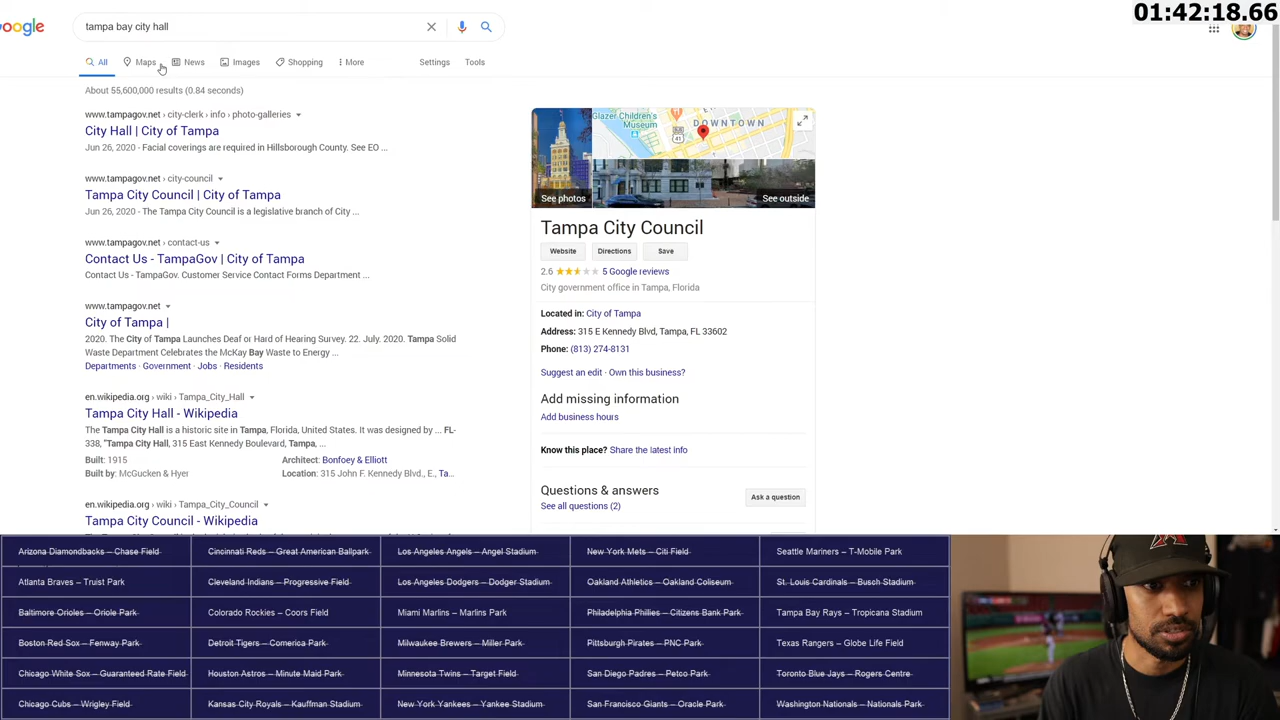 01:42:18.66
oogle
tampa bay city hall
All Maps News Images Shopping More Settings Tools
About 55,600,000 results (0.84 seconds)
www.tampagov.net › city-clerk › info › photo-galleries
City Hall | City of Tampa
Jun 26, 2020 - Facial coverings are required in Hillsborough County. See EO ...
www.tampagov.net › city-council
Tampa City Council | City of Tampa
Jun 26, 2020 - The Tampa City Council is a legislative branch of City ...
www.tampagov.net › contact-us
Contact Us - TampaGov | City of Tampa
Contact Us - TampaGov. Customer Service Contact Forms Department ...
www.tampagov.net
City of Tampa |
2020. The City of Tampa Launches Deaf or Hard of Hearing Survey. 22. July. 2020. Tampa Solid
Waste Department Celebrates the McKay Bay Waste to Energy ...
Departments · Government · Jobs · Residents
en.wikipedia.org › wiki › Tampa_City_Hall
Tampa City Hall - Wikipedia
The Tampa City Hall is a historic site in Tampa, Florida, United States. It was designed by ... FL-
338, "Tampa City Hall, 315 East Kennedy Boulevard, Tampa, ...
Built: 1915 Architect: Bonfoey & Elliott
Built by: McGucken & Hyer Location: 315 John F. Kennedy Blvd., E., Ta...
en.wikipedia.org › wiki › Tampa_City_Council
Tampa City Council - Wikipedia
Glazer Children's
Museum
DOWNTOWN
41
See photos
See outside
Tampa City Council
Website Directions Save
2.6 5 Google reviews
City government office in Tampa, Florida
Located in: City of Tampa
Address: 315 E Kennedy Blvd, Tampa, FL 33602
Phone: (813) 274-8131
Suggest an edit · Own this business?
Add missing information
Add business hours
Know this place? Share the latest info
Questions & answers
Ask a question
See all questions (2)
Arizona Diamondbacks – Chase Field Cincinnati Reds – Great American Ballpark Los Angeles Angels – Angel Stadium New York Mets – Citi Field Seattle Mariners – T-Mobile Park
Atlanta Braves – Truist Park Cleveland Indians – Progressive Field Los Angeles Dodgers – Dodger Stadium Oakland Athletics – Oakland Coliseum St. Louis Cardinals – Busch Stadium
Baltimore Orioles – Oriole Park Colorado Rockies – Coors Field Miami Marlins – Marlins Park Philadelphia Phillies – Citizens Bank Park Tampa Bay Rays – Tropicana Stadium
Boston Red Sox – Fenway Park Detroit Tigers – Comerica Park Milwaukee Brewers – Miller Park Pittsburgh Pirates – PNC Park Texas Rangers – Globe Life Field
Chicago White Sox – Guaranteed Rate Field Houston Astros – Minute Maid Park Minnesota Twins – Target Field San Diego Padres – Petco Park Toronto Blue Jays – Rogers Centre
Chicago Cubs – Wrigley Field Kansas City Royals – Kauffman Stadium New York Yankees – Yankee Stadium San Francisco Giants – Oracle Park Washington Nationals – Nationals Park